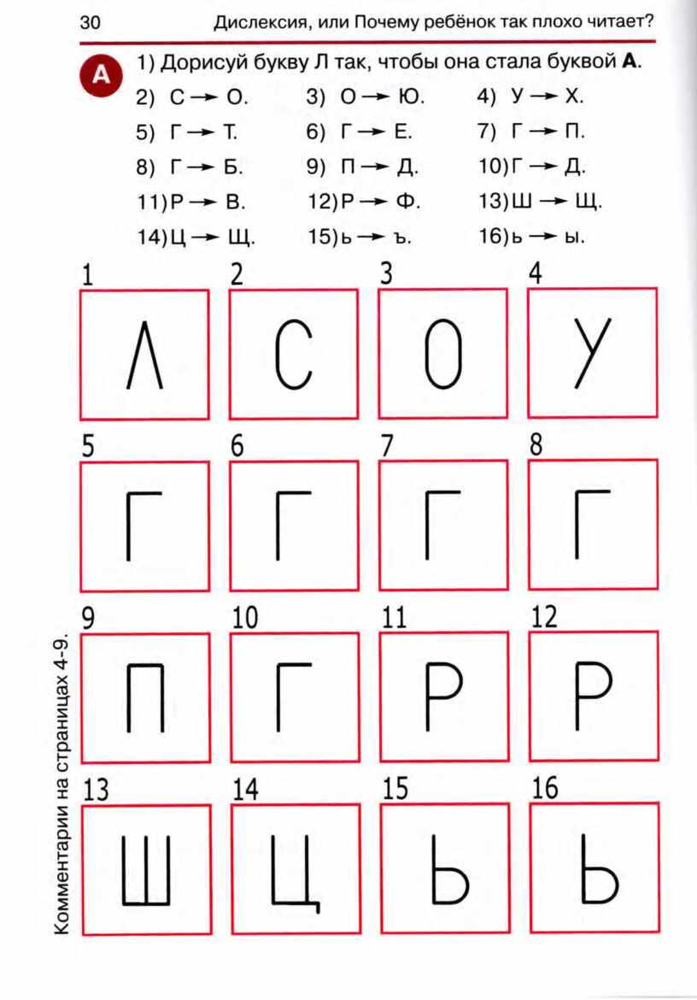 30 Дислексия, или Почему ребёнок так плохо читает?
А 1) Дорисуй букву Л так, чтобы она стала буквой А.
2) С → О. 3) О → Ю. 4) У → Х.
5) Г → Т. 6) Г → Е. 7) Г → П.
8) Г → Б. 9) П → Д. 10)Г → Д.
11)Р → В. 12)Р → Ф. 13)Ш → Щ.
14)Ц → Щ. 15)ь → ъ. 16)ь → ы.
1 2 3 4
Л С О У
5 6 7 8
Г Г Г Г
9 10 11 12
П Г Р Р
13 14 15 16
Ш Ц Ь Ь
Комментарии на страницах 4-9.